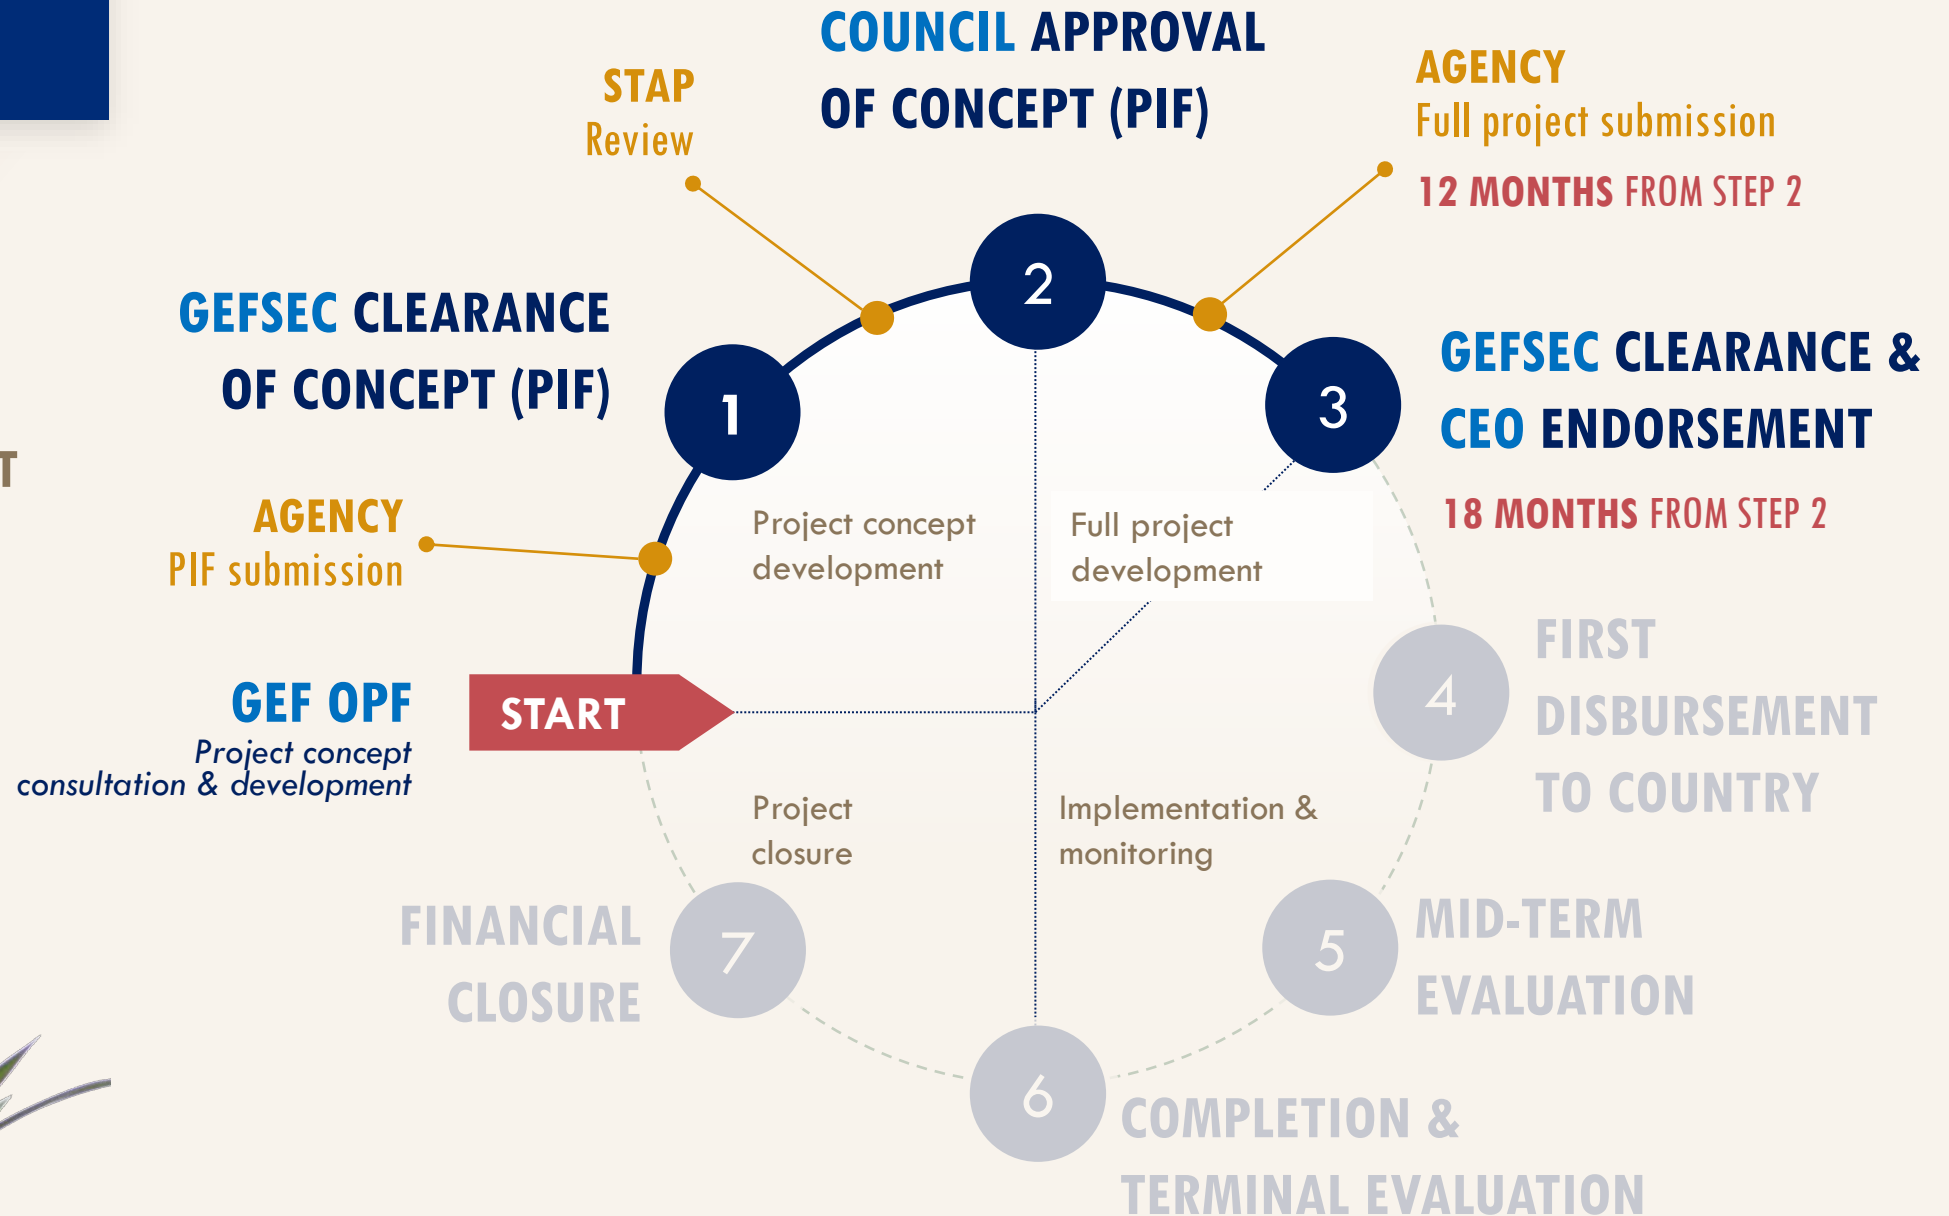 COUNCIL APPROVAL
OF CONCEPT (PIF)
STAP
Review
AGENCY
Full project submission
12 MONTHS FROM STEP 2
2
GEFSEC CLEARANCE
OF CONCEPT (PIF)
1
3
GEFSEC CLEARANCE &
CEO ENDORSEMENT
18 MONTHS FROM STEP 2
T
AGENCY
PIF submission
Project concept
development
Full project
development
GEF OPF
Project concept
consultation & development
START
4
FIRST
DISBURSEMENT
TO COUNTRY
Project
closure
Implementation &
monitoring
FINANCIAL
CLOSURE
7
5
MID-TERM
EVALUATION
6
COMPLETION &
TERMINAL EVALUATION